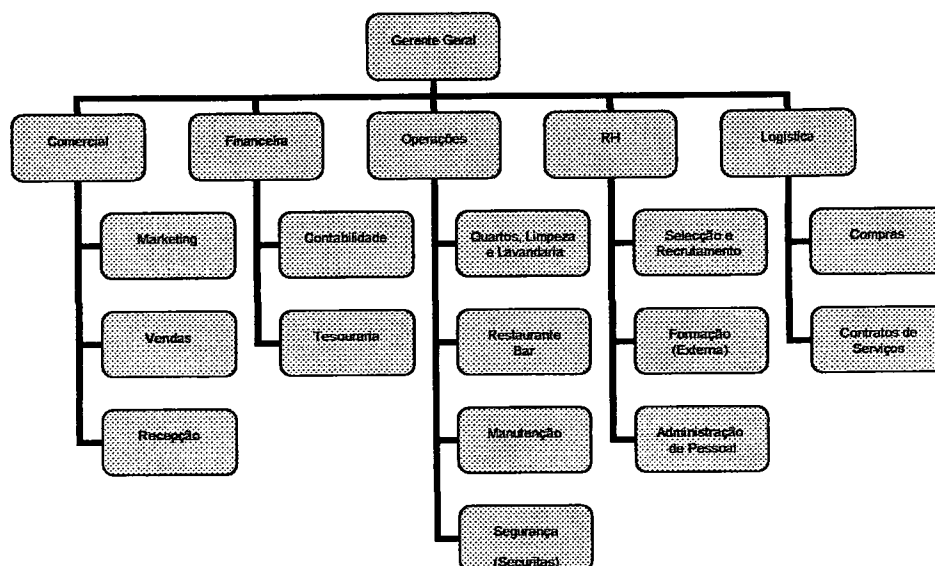 Gerente Geral
Comercial
Financeira
Operações
RH
Logística
Marketing
Vendas
Recepção
Contabilidade
Tesouraria
Quartos, Limpeza
e Lavandaria
Restaurante
Bar
Manutenção
Segurança
(Securitas)
Selecção e
Recrutamento
Formação
(Externa)
Administração
de Pessoal
Compras
Contratos de
Serviços